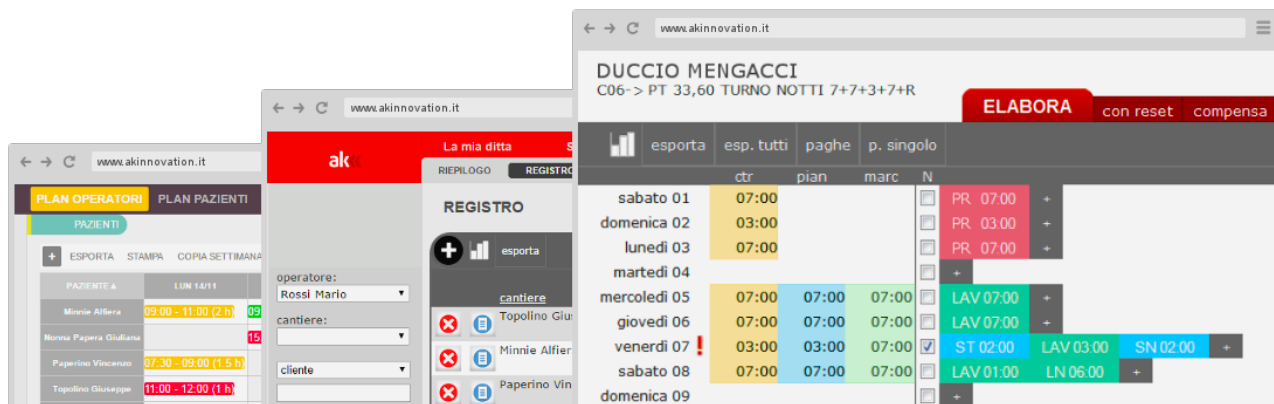 www.akinnovation.it
PLAN OPERATORI PLAN PAZIENTI
PAZIENTI
+ ESPORTA STAMPA COPIA SETTIMANA
PAZIENTE LUN 14/11
Minnie Alfiera 09:00 - 11:00 (2 h) 09
Nonna Papera Giuliana 15
Paperino Vincenzo 07:30 - 09:00 (1.5 h)
Topolino Giuseppe 11:00 - 12:00 (1 h)
www.akinnovation.it
ak«
La mia ditta S
RIEPILOGO REGISTRO
REGISTRO
esporta
operatore:
Rossi Mario
cantiere:
cliente
cantiere
Topolino Gius
Minnie Alfier
Paperino Vin
www.akinnovation.it
DUCCIO MENGACCI
C06-> PT 33,60 TURNO NOTTI 7+7+3+7+R
ELABORA con reset compensa
esporta esp. tutti paghe p. singolo
ctr pian marc N
sabato 01 07:00 PR 07:00 +
domenica 02 03:00 PR 03:00 +
lunedì 03 07:00 PR 07:00 +
martedì 04 +
mercoledì 05 07:00 07:00 07:00 LAV 07:00 +
giovedì 06 07:00 07:00 07:00 LAV 07:00 +
venerdì 07 ! 03:00 03:00 07:00 ST 02:00 LAV 03:00 SN 02:00 +
sabato 08 07:00 07:00 07:00 LAV 01:00 LN 06:00 +
domenica 09 +